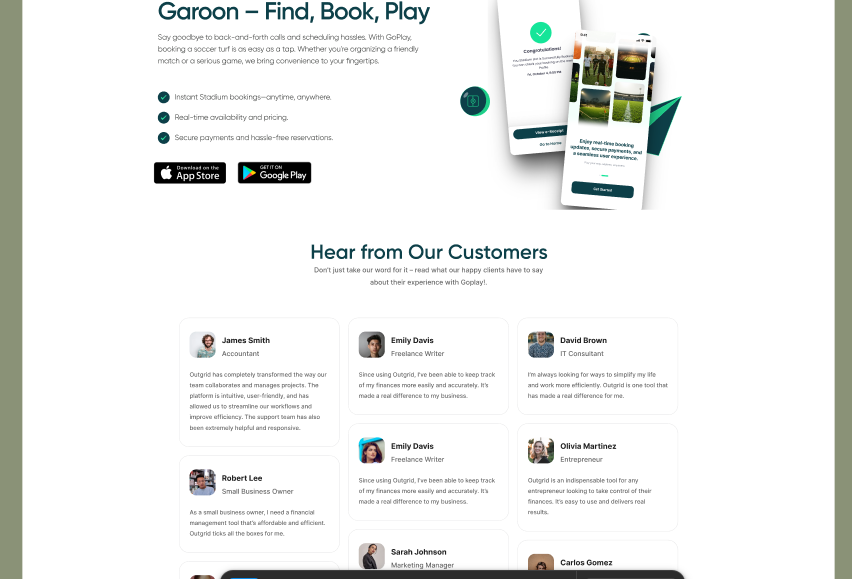 Garoon – Find, Book, Play
Say goodbye to back-and-forth calls and scheduling hassles. With GoPlay,
booking a soccer turf is as easy as a tap. Whether you're organizing a friendly
match or a serious game, we bring convenience to your fingertips.
Instant Stadium bookings—anytime, anywhere.
Real-time availability and pricing.
Secure payments and hassle-free reservations.
Download on the
App Store
GET IT ON
Google Play
Congratulations!
View e-Receipt
Go to Home
Enjoy real-time booking
updates, secure payments, and
a seamless user experience.
Get Started
Hear from Our Customers
Don't just take our word for it – read what our happy clients have to say
about their experience with Goplay!.
James Smith
Accountant
Outgrid has completely transformed the way our
team collaborates and manages projects. The
platform is intuitive, user-friendly, and has
allowed us to streamline our workflows and
improve efficiency. The support team has also
been extremely helpful and responsive.
Robert Lee
Small Business Owner
As a small business owner, I need a financial
management tool that's affordable and efficient.
Outgrid ticks all the boxes for me.
Emily Davis
Freelance Writer
Since using Outgrid, I've been able to keep track
of my finances more easily and accurately. It's
made a real difference to my business.
Emily Davis
Freelance Writer
Since using Outgrid, I've been able to keep track
of my finances more easily and accurately. It's
made a real difference to my business.
Sarah Johnson
Marketing Manager
David Brown
IT Consultant
I'm always looking for ways to simplify my life
and work more efficiently. Outgrid is one tool that
has made a real difference for me.
Olivia Martinez
Entrepreneur
Outgrid is an indispensable tool for any
entrepreneur looking to take control of their
finances. It's easy to use and delivers real
results.
Carlos Gomez